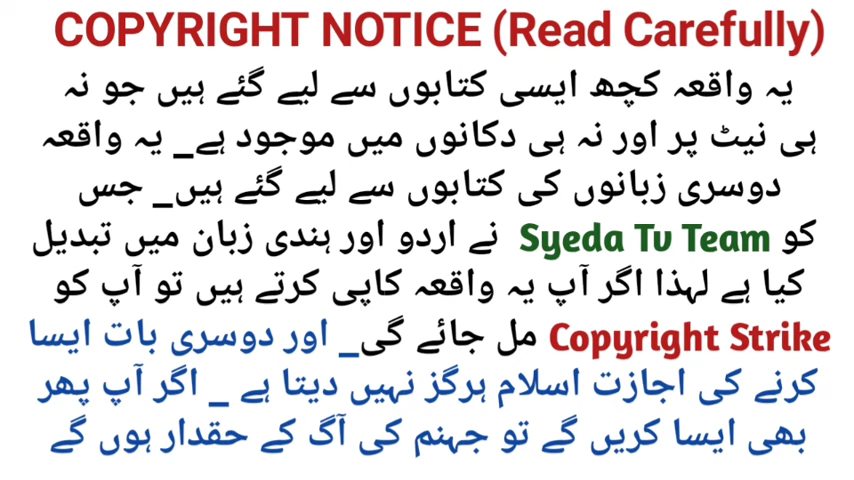 COPYRIGHT NOTICE (Read Carefully)
یہ واقعہ کچھ ایسی کتابوں سے لیے گئے ہیں جو نہ
ہی نیٹ پر اور نہ ہی دکانوں میں موجود ہے_ یہ واقعہ
دوسری زبانوں کی کتابوں سے لیے گئے ہیں_ جس
کو Syeda Tv Team نے اردو اور ہندی زبان میں تبدیل
کیا ہے لہذا اگر آپ یہ واقعہ کاپی کرتے ہیں تو آپ کو
Copyright Strike مل جائے گی_ اور دوسری بات ایسا
کرنے کی اجازت اسلام ہرگز نہیں دیتا ہے _ اگر آپ پھر
بھی ایسا کریں گے تو جہنم کی آگ کے حقدار ہوں گے